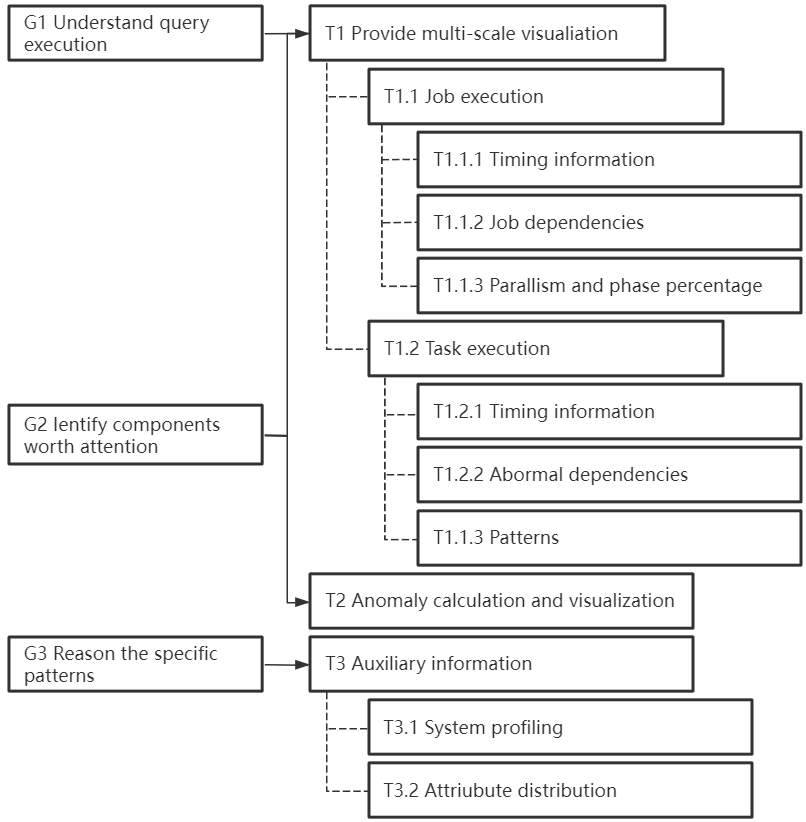 G1 Understand query
execution
T1 Provide multi-scale visualiation
T1.1 Job execution
T1.1.1 Timing information
T1.1.2 Job dependencies
T1.1.3 Parallism and phase percentage
T1.2 Task execution
G2 Ientify components
worth attention
T1.2.1 Timing information
T1.2.2 Abormal dependencies
T1.1.3 Patterns
T2 Anomaly calculation and visualization
G3 Reason the specific
patterns
T3 Auxiliary information
T3.1 System profiling
T3.2 Attriubute distribution